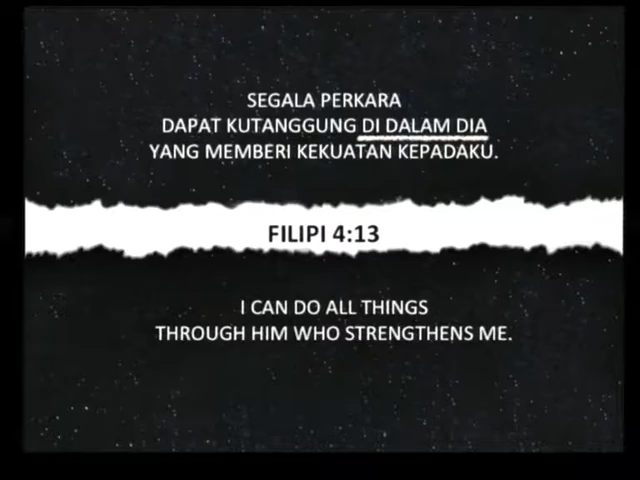 SEGALA PERKARA
DAPAT KUTANGGUNG DI DALAM DIA
YANG MEMBERI KEKUATAN KEPADAKU.
FILIPI 4:13
I CAN DO ALL THINGS
THROUGH HIM WHO STRENGTHENS ME.